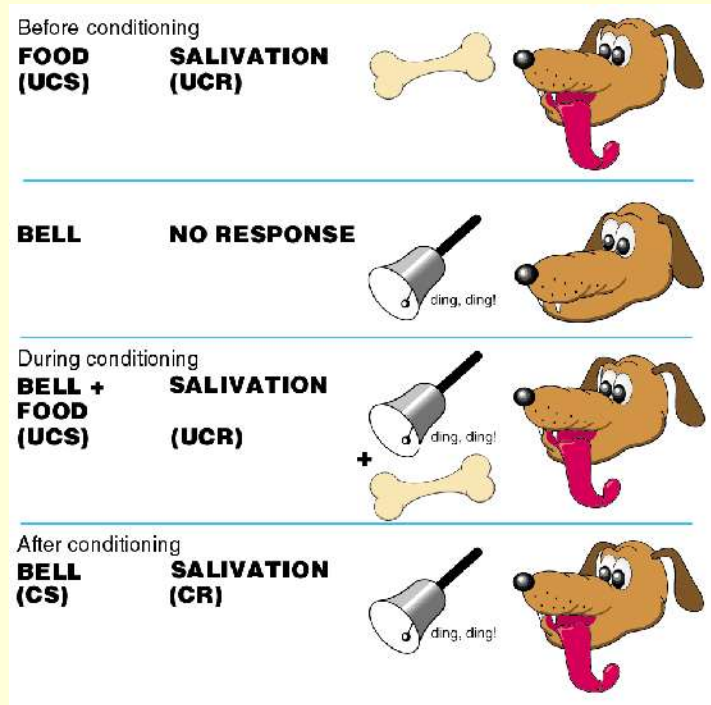 Before conditioning
FOOD SALIVATION
(UCS) (UCR)
BELL NO RESPONSE
ding, ding!
During conditioning
BELL + SALIVATION
FOOD
(UCS) (UCR)
ding, ding!
+
After conditioning
BELL SALIVATION
(CS) (CR)
ding, ding!